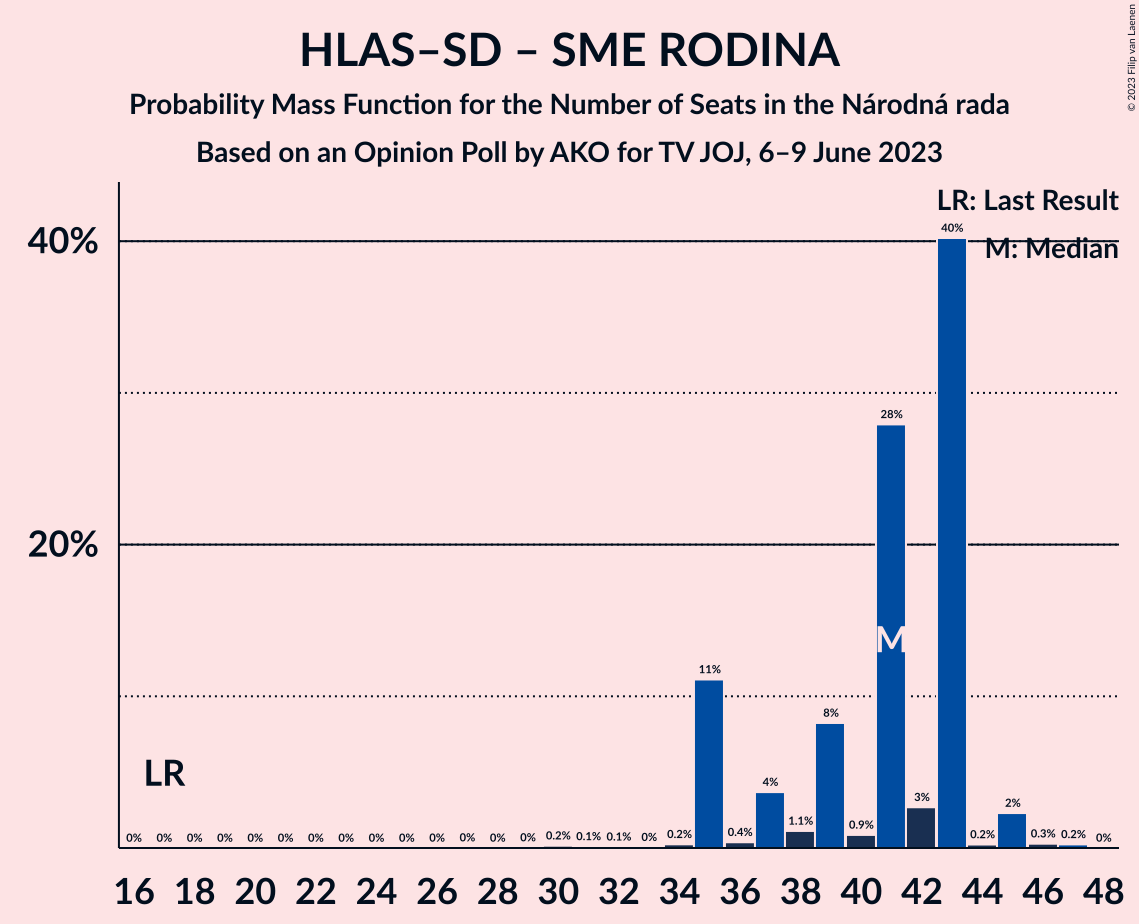 HLAS–SD – SME RODINA
Probability Mass Function for the Number of Seats in the Národná rada
Based on an Opinion Poll by AKO for TV JOJ, 6–9 June 2023
© 2023 Filip van Laenen
LR: Last Result
M: Median
40%
20%
40%
28%
11%
8%
4%
3%
2%
1.1%
0.9%
M
LR
0% 0% 0% 0% 0% 0% 0% 0% 0% 0% 0% 0% 0% 0% 0.2% 0.1% 0.1% 0% 0.2% 0.4% 0.2% 0.3% 0.2% 0%
16 18 20 22 24 26 28 30 32 34 36 38 40 42 44 46 48